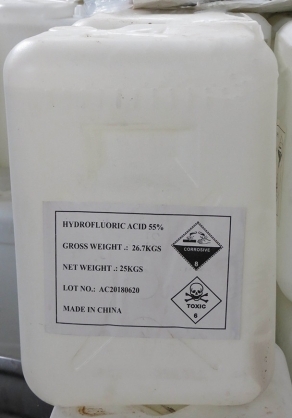 HYDROFLUORIC ACID 55%
GROSS WEIGHT .: 26.7KGS
CORROSIVE
8
NET WEIGHT .: 25KGS
LOT NO.: AC20180620
TOXIC
6
MADE IN CHINA